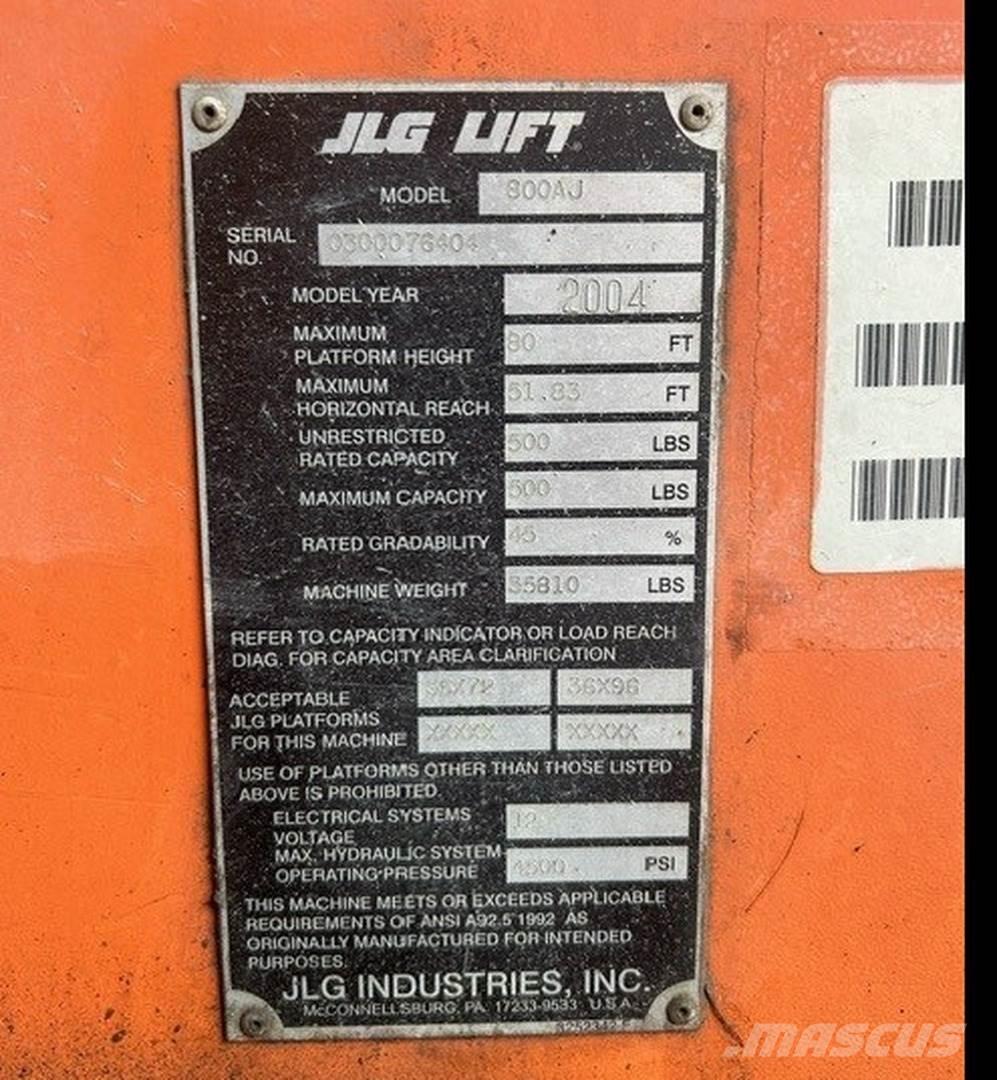 JLG LIFT
MODEL 800AJ
SERIAL NO. 0300076404
MODEL YEAR 2004
MAXIMUM
PLATFORM HEIGHT 80 FT
MAXIMUM
HORIZONTAL REACH 51.83 FT
UNRESTRICTED
RATED CAPACITY 500 LBS
MAXIMUM CAPACITY 500 LBS
RATED GRADABILITY 45 %
MACHINE WEIGHT 35810 LBS
REFER TO CAPACITY INDICATOR OR LOAD REACH
DIAG. FOR CAPACITY AREA CLARIFICATION
ACCEPTABLE 36X72 36X96
JLG PLATFORMS
FOR THIS MACHINE XXXXX XXXXX
USE OF PLATFORMS OTHER THAN THOSE LISTED
ABOVE IS PROHIBITED.
ELECTRICAL SYSTEMS
VOLTAGE 12
MAX. HYDRAULIC SYSTEM
OPERATING PRESSURE 4500 PSI
THIS MACHINE MEETS OR EXCEEDS APPLICABLE
REQUIREMENTS OF ANSI A92.5 1992 AS
ORIGINALLY MANUFACTURED FOR INTENDED
PURPOSES.
JLG INDUSTRIES, INC.
McCONNELLSBURG, PA. 17233-9533 U.S.A.
MASCUS